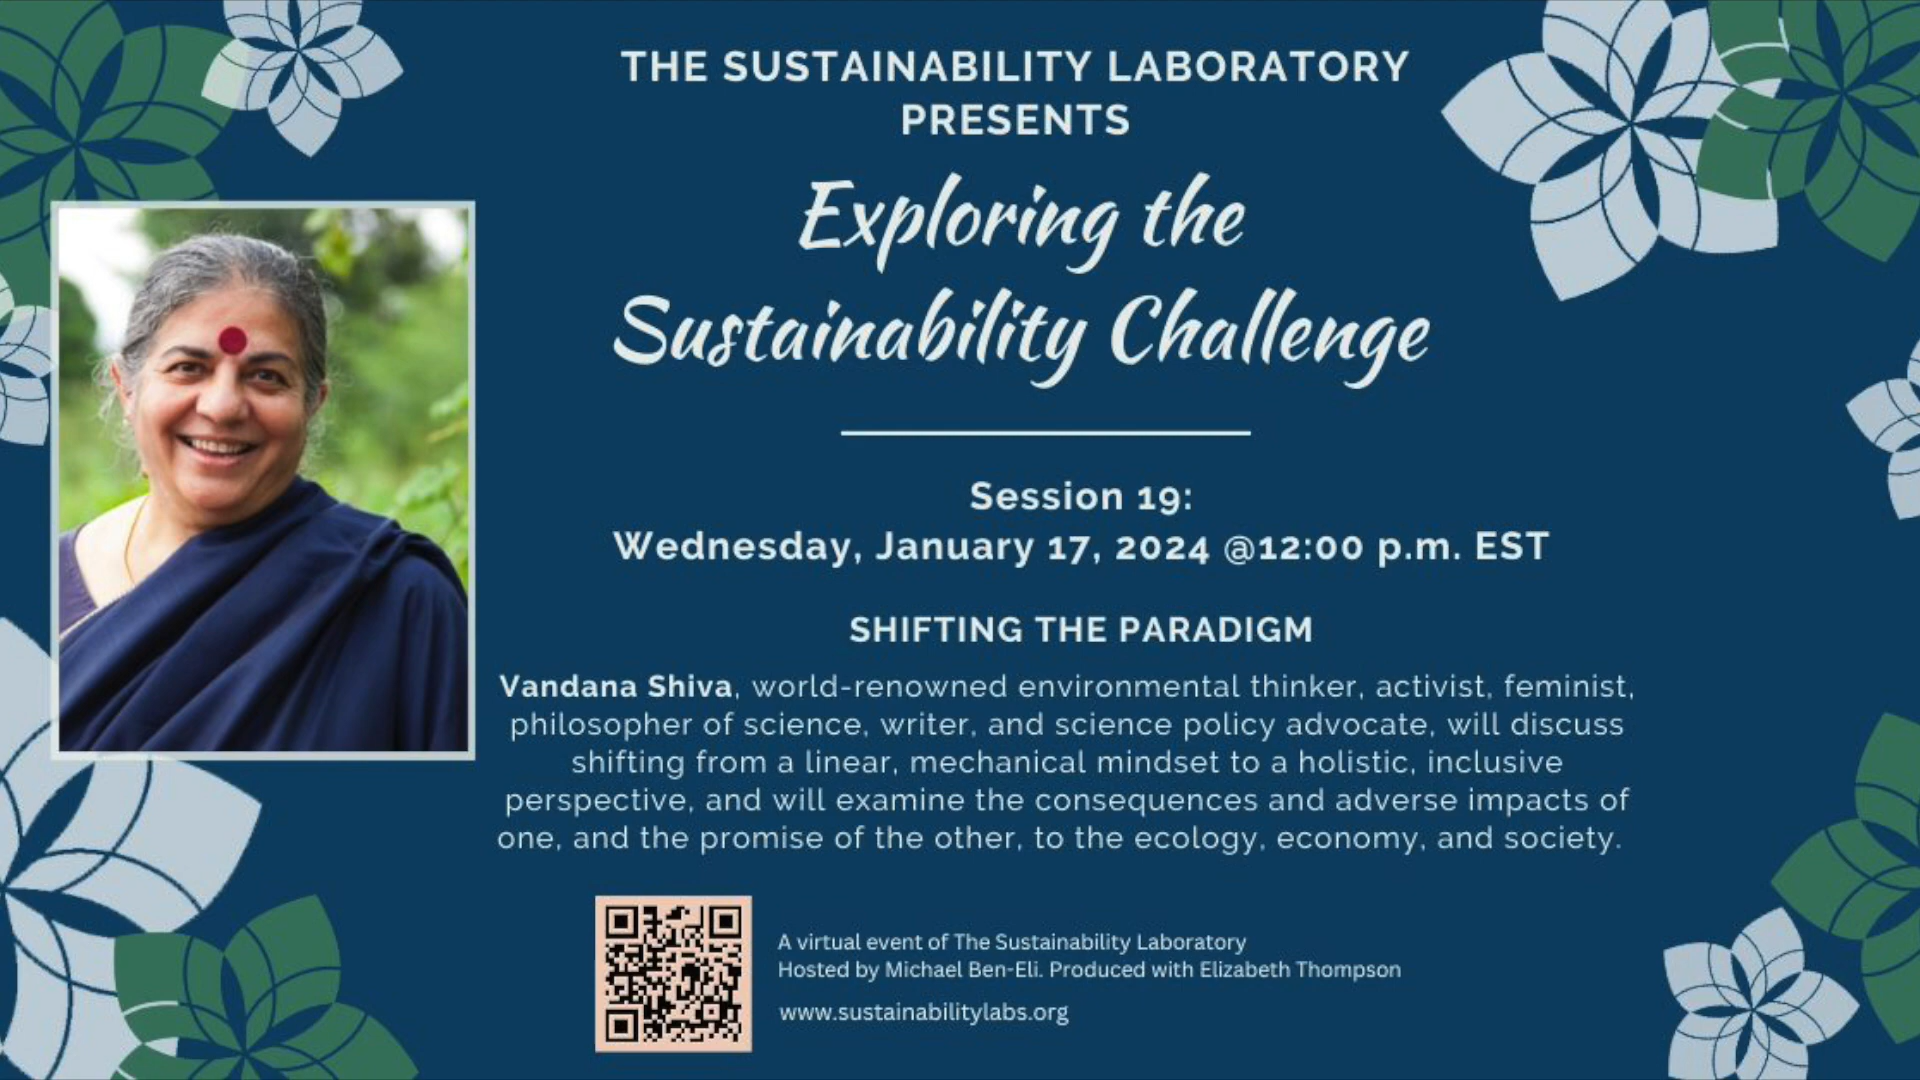 THE SUSTAINABILITY LABORATORY
PRESENTS
Exploring the
Sustainability Challenge
Session 19:
Wednesday, January 17, 2024 @12:00 p.m. EST
SHIFTING THE PARADIGM
Vandana Shiva, world-renowned environmental thinker, activist, feminist,
philosopher of science, writer, and science policy advocate, will discuss
shifting from a linear, mechanical mindset to a holistic, inclusive
perspective, and will examine the consequences and adverse impacts of
one, and the promise of the other, to the ecology, economy, and society.
A virtual event of The Sustainability Laboratory
Hosted by Michael Ben-Eli. Produced with Elizabeth Thompson
www.sustainabilitylabs.org